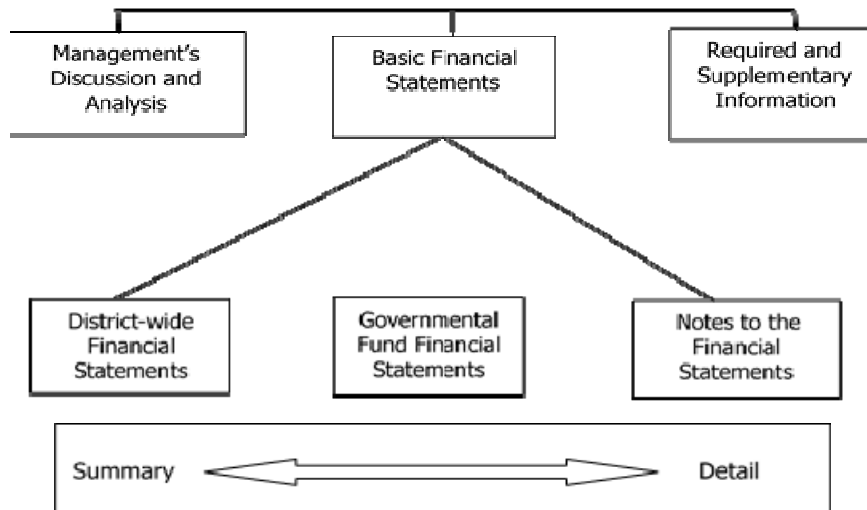 Management's
Discussion and
Analysis
Basic Financial
Statements
Required and
Supplementary
Information
District-wide
Financial
Statements
Governmental
Fund Financial
Statements
Notes to the
Financial
Statements
Summary
Detail